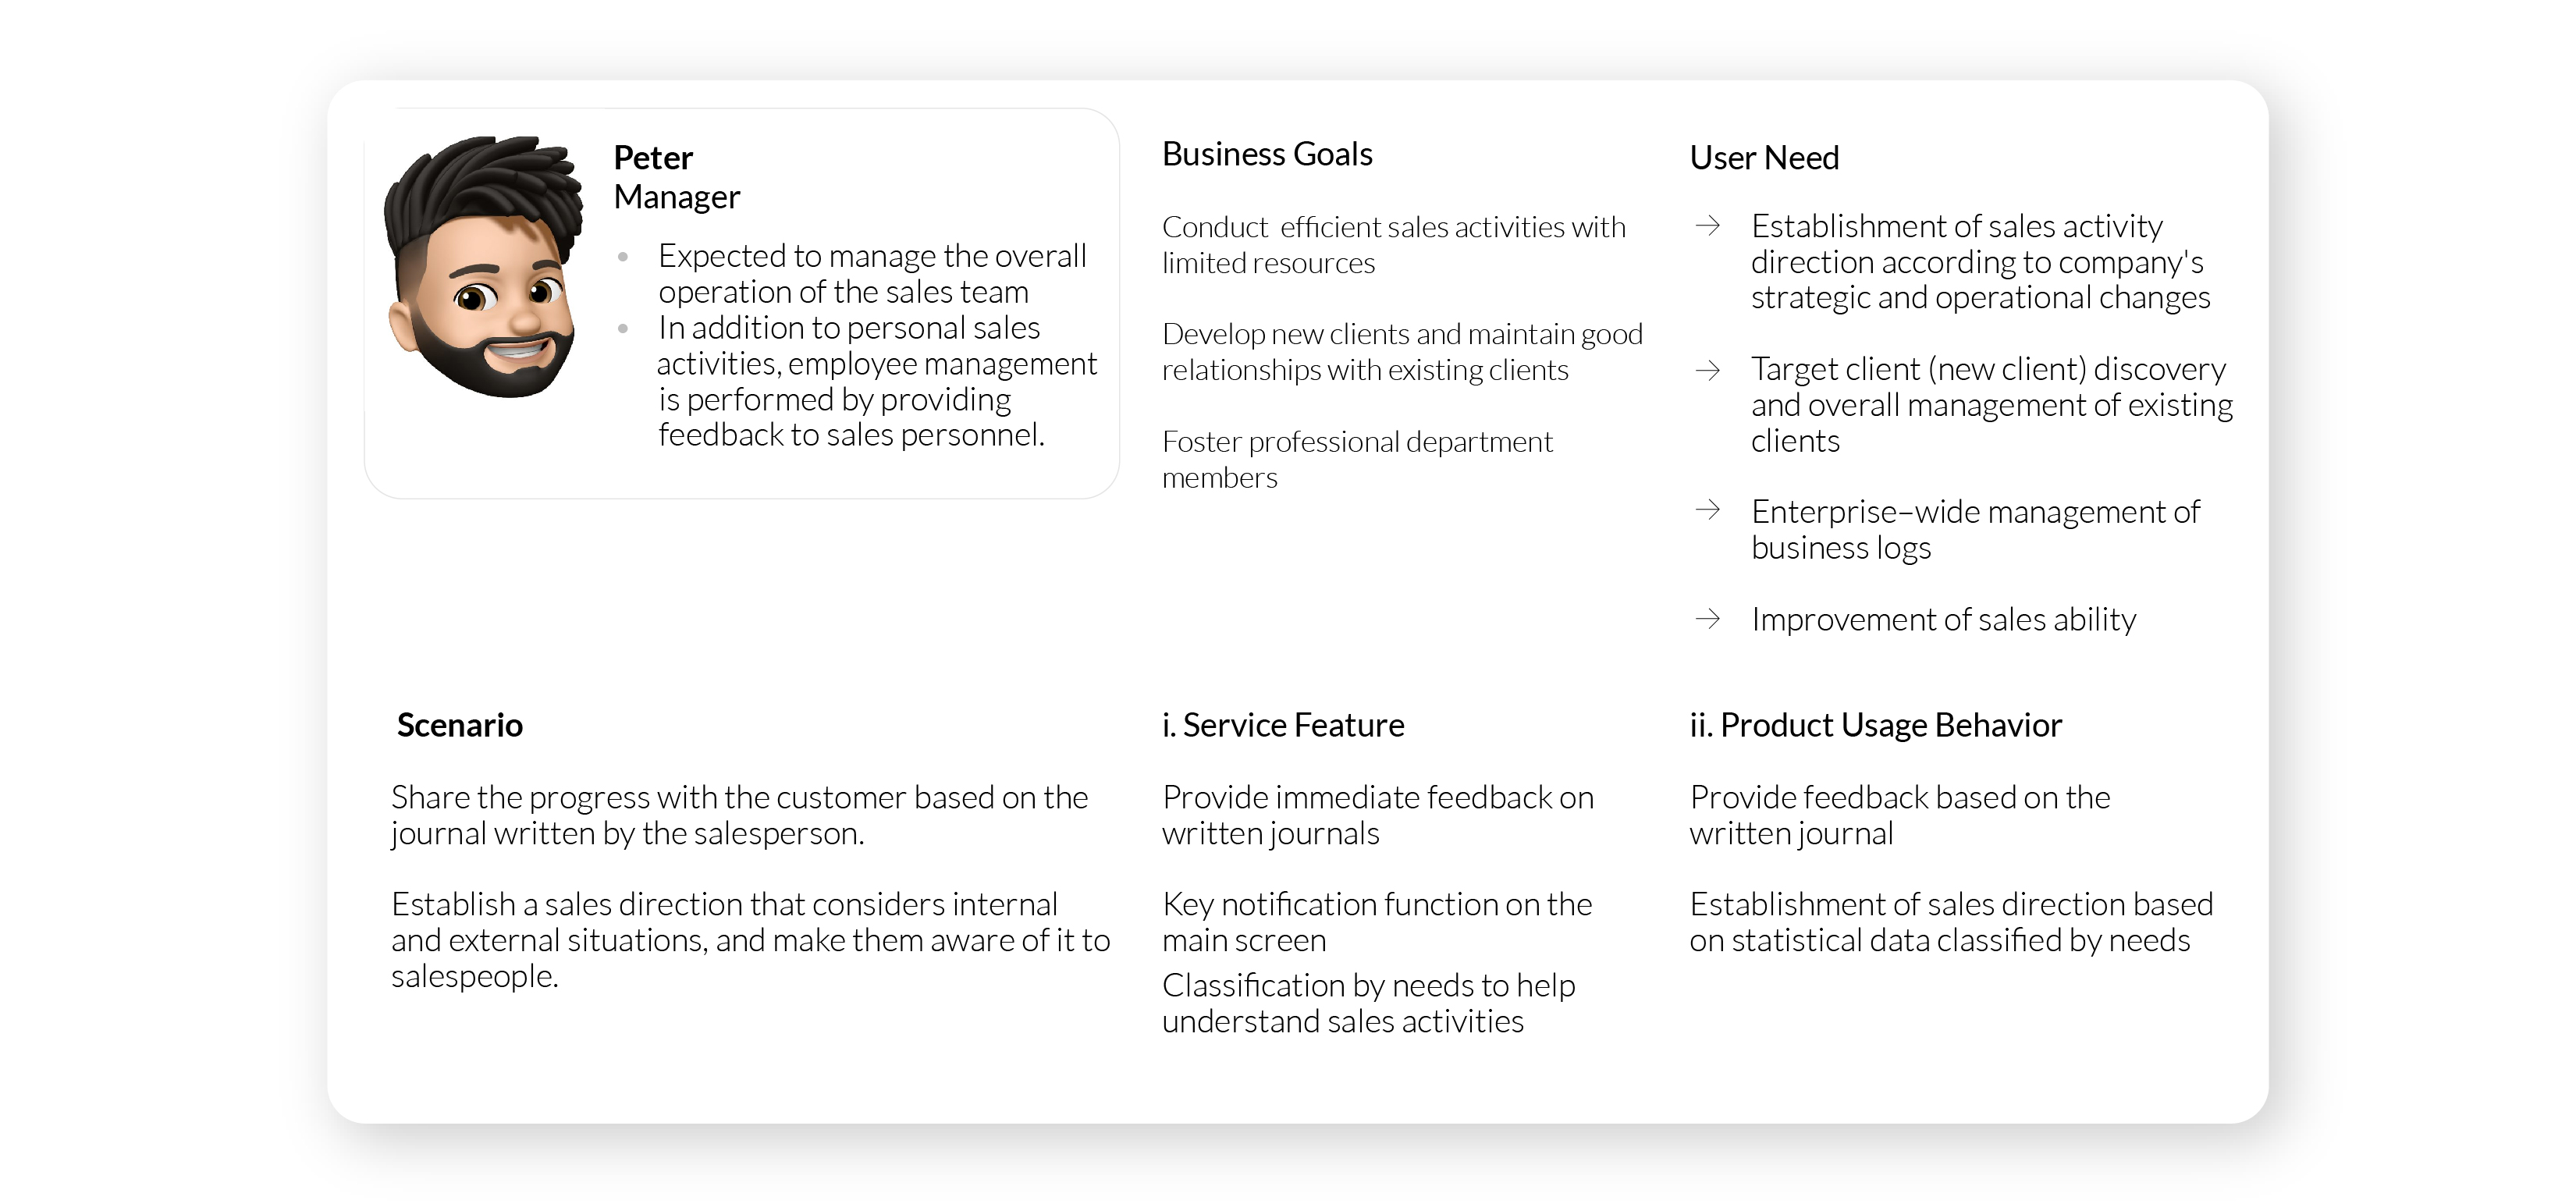 Peter
Manager
Expected to manage the overall
operation of the sales team
In addition to personal sales
activities, employee management
is performed by providing
feedback to sales personnel.
Business Goals
Conduct  efficient sales activities with
limited resources
Develop new clients and maintain good
relationships with existing clients
Foster professional department
members
User Need
→ Establishment of sales activity
direction according to company's
strategic and operational changes
→ Target client (new client) discovery
and overall management of existing
clients
→ Enterprise–wide management of
business logs
→ Improvement of sales ability
Scenario
Share the progress with the customer based on the
journal written by the salesperson.
Establish a sales direction that considers internal
and external situations, and make them aware of it to
salespeople.
i. Service Feature
Provide immediate feedback on
written journals
Key notification function on the
main screen
Classification by needs to help
understand sales activities
ii. Product Usage Behavior
Provide feedback based on the
written journal
Establishment of sales direction based
on statistical data classified by needs